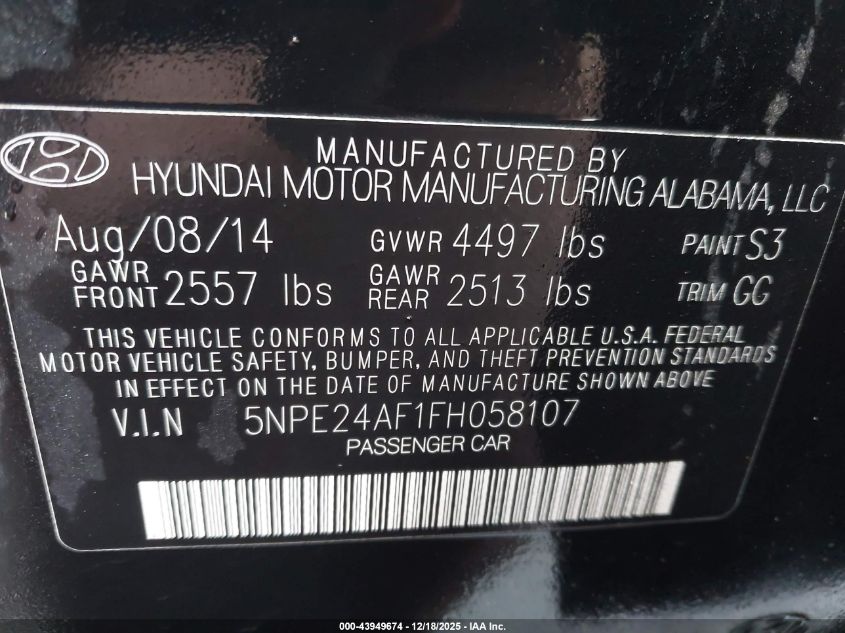 MANUFACTURED BY
HYUNDAI MOTOR MANUFACTURING ALABAMA, LLC
Aug/08/14 GVWR 4497 lbs PAINT S3
GAWR FRONT 2557 lbs GAWR REAR 2513 lbs TRIM GG
THIS VEHICLE CONFORMS TO ALL APPLICABLE U.S.A. FEDERAL
MOTOR VEHICLE SAFETY, BUMPER, AND THEFT PREVENTION STANDARDS
IN EFFECT ON THE DATE OF MANUFACTURE SHOWN ABOVE
V.I.N 5NPE24AF1FH058107
PASSENGER CAR
000-43949674 - 12/18/2025 - IAA Inc.